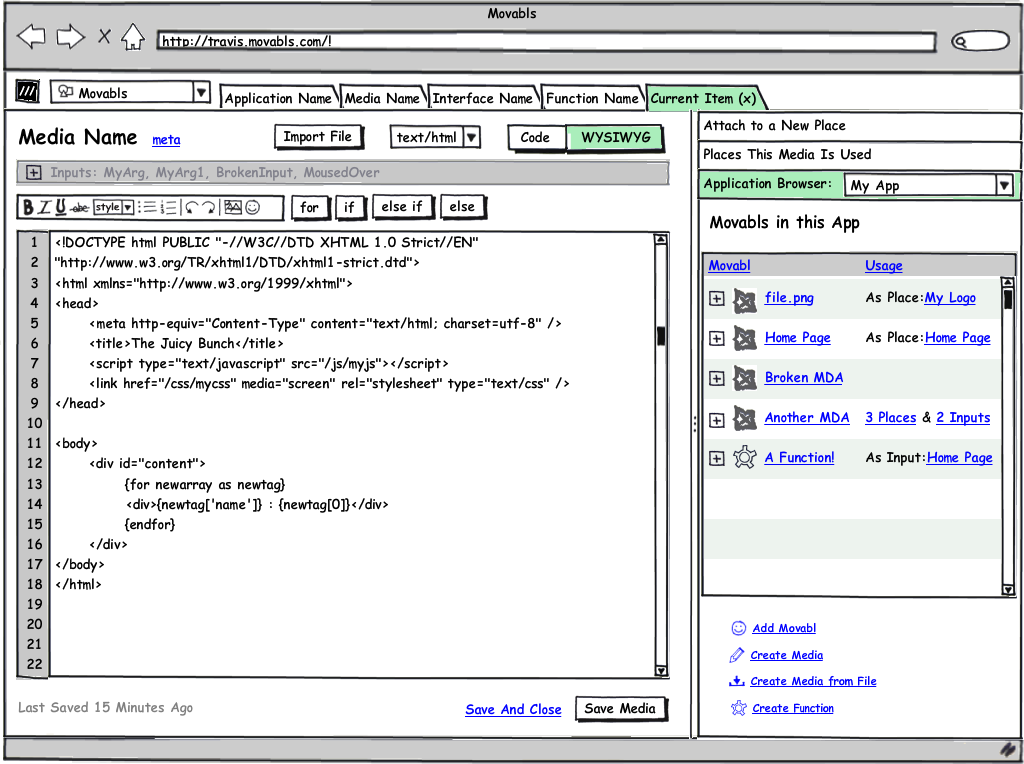 Movabls
http://travis.movabls.com/!
Movabls
Application Name
Media Name
Interface Name
Function Name
Current Item (x)
Media Name
meta
Import File
text/html
Code
WYSIWYG
Inputs: MyArg, MyArg1, BrokenInput, MousedOver
B I U abc style
for
if
else if
else
1 <!DOCTYPE html PUBLIC "-//W3C//DTD XHTML 1.0 Strict//EN"
2 "http://www.w3.org/TR/xhtml1/DTD/xhtml1-strict.dtd">
3 <html xmlns="http://www.w3.org/1999/xhtml">
4 <head>
5 <meta http-equiv="Content-Type" content="text/html; charset=utf-8" />
6 <title>The Juicy Bunch</title>
7 <script type="text/javascript" src="/js/myjs"></script>
8 <link href="/css/mycss" media="screen" rel="stylesheet" type="text/css" />
9 </head>
10
11 <body>
12 <div id="content">
13 {for newarray as newtag}
14 <div>{newtag['name']} : {newtag[0]}</div>
15 {endfor}
16 </div>
17 </body>
18 </html>
19
20
21
22
Last Saved 15 Minutes Ago
Save And Close
Save Media
Attach to a New Place
Places This Media Is Used
Application Browser: My App
Movabls in this App
Movabl Usage
file.png As Place:My Logo
Home Page As Place:Home Page
Broken MDA
Another MDA 3 Places & 2 Inputs
A Function! As Input:Home Page
Add Movabl
Create Media
Create Media from File
Create Function